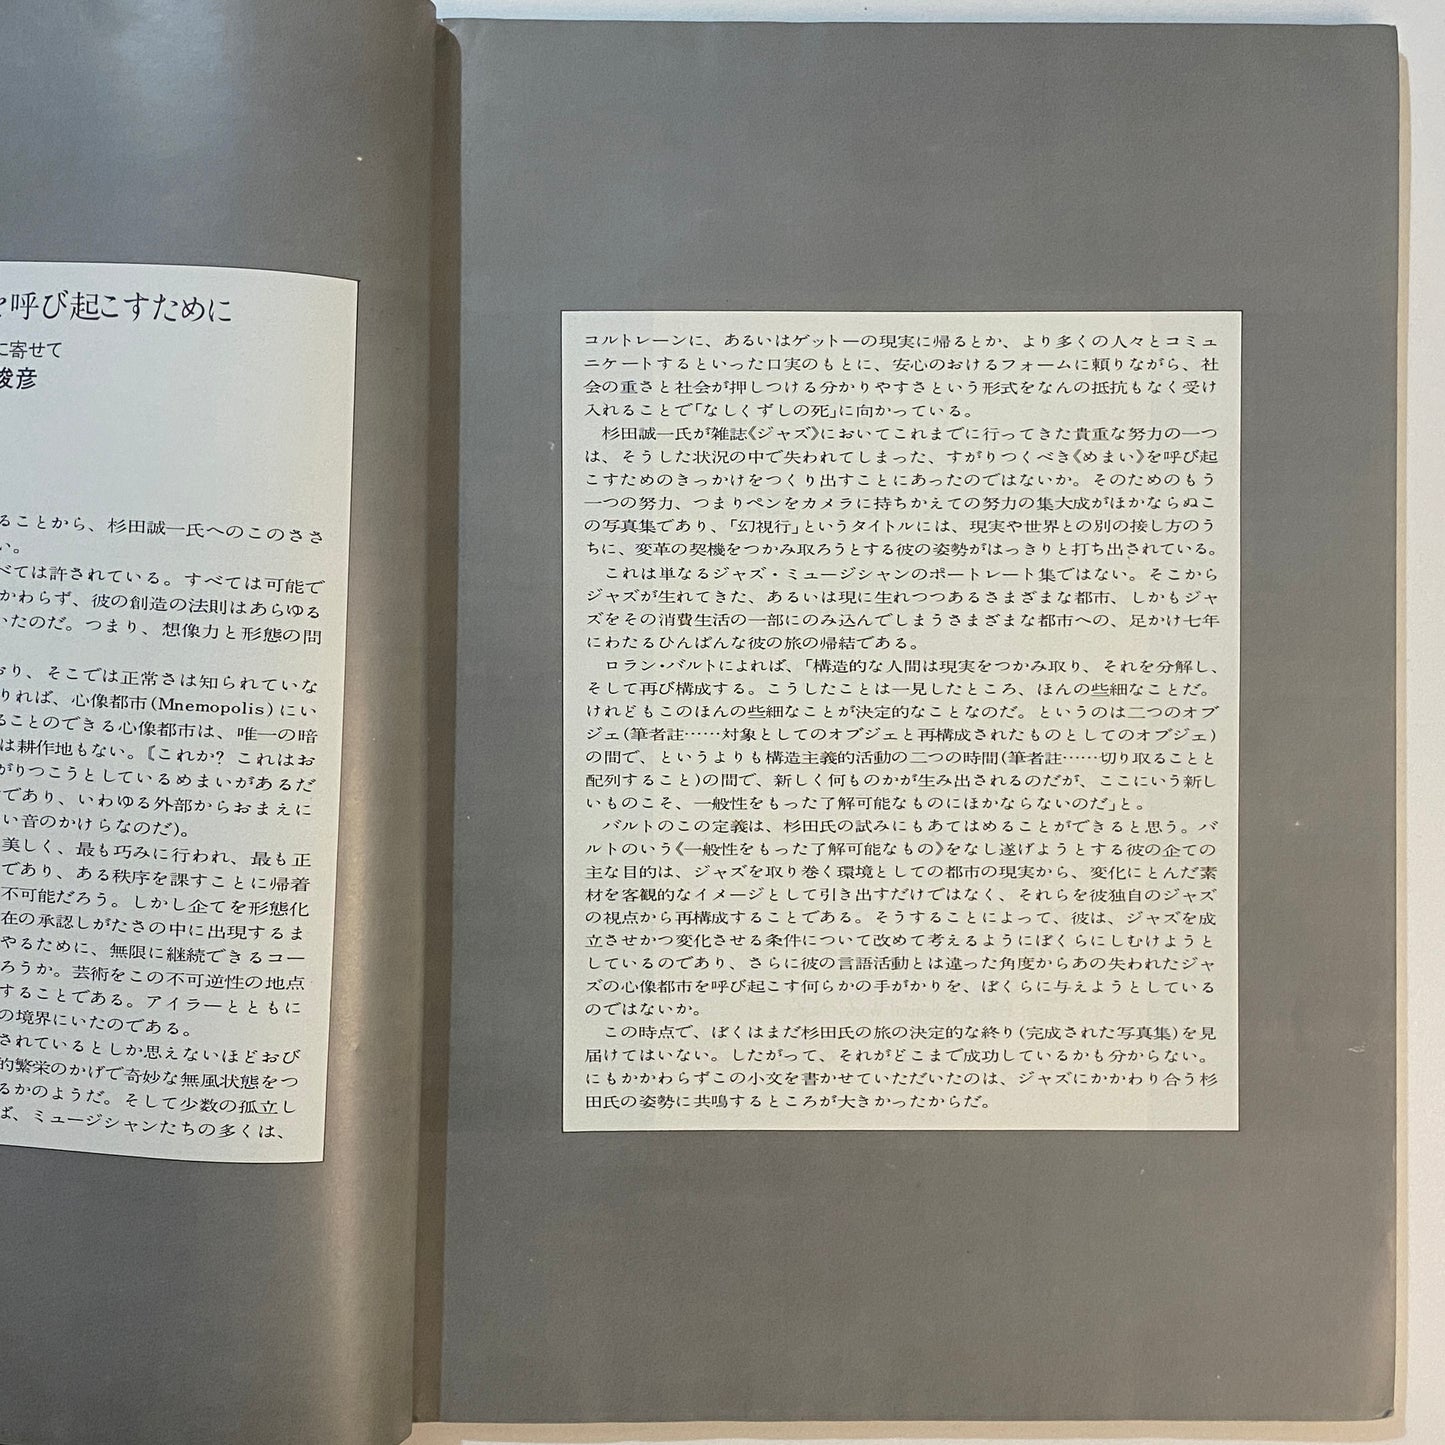 を呼び起こすために
に寄せて
俊彦
ることから、杉田誠一氏へのこのささ
い。
べては許されている。すべては可能で
かわらず、彼の創造の法則はあらゆる
いたのだ。つまり、想像力と形態の問
おり、そこでは正常さは知られていな
りれば、心像都市(Mnemopolis)にい
ることのできる心像都市は、唯一の暗
は耕作地もない。⟪これか? これはお
がりつこうとしているめまいがあるだ
であり、いわゆる外部からおまえに
い音のかけらなのだ)。
美しく、最も巧みに行われ、最も正
であり、ある秩序を課すことに帰着
不可能だろう。しかし企てを形態化
在の承認しがたさの中に出現するま
やるために、無限に継続できるコー
ろうか。芸術をこの不可逆性の地点
することである。アイラーとともに
の境界にいたのである。
されているとしか思えないほどおび
的繁栄のかげで奇妙な無風状態をつ
るかのようだ。そして少数の孤立し
ば、ミュージシャンたちの多くは、
コルトレーンに、あるいはゲットーの現実に帰るとか、より多くの人々とコミュ
ニケートするといった口実のもとに、安心のおけるフォームに頼りながら、社
会の重さと社会が押しつける分かりやすさという形式をなんの抵抗もなく受け
入れることで「なしくずしの死」に向かっている。
杉田誠一氏が雑誌《ジャズ》においてこれまでに行ってきた貴重な努力の一つ
は、そうした状況の中で失われてしまった、すがりつくべき《めまい》を呼び起
こすためのきっかけをつくり出すことにあったのではないか。そのためのもう
一つの努力、つまりペンをカメラに持ちかえての努力の集大成がほかならぬこ
の写真集であり、「幻視行」というタイトルには、現実や世界との別の接し方のう
ちに、変革の契機をつかみ取ろうとする彼の姿勢がはっきりと打ち出されている。
これは単なるジャズ・ミュージシャンのポートレート集ではない。そこから
ジャズが生れてきた、あるいは現に生れつつあるさまざまな都市、しかもジャ
ズをその消費生活の一部にのみ込んでしまうさまざまな都市への、足かけ七年
にわたるひんぱんな彼の旅の帰結である。
ロラン・バルトによれば、「構造的な人間は現実をつかみ取り、それを分解し、
そして再び構成する。こうしたことは一見したところ、ほんの些細なことだ。
けれどもこのほんの些細なことが決定的なことなのだ。というのは二つのオブ
ジェ(筆者註……対象としてのオブジェと再構成されたものとしてのオブジェ)
の間で、というよりも構造主義的活動の二つの時間(筆者註……切り取ることと
配列すること)の間で、新しく何ものかが生み出されるのだが、ここにいう新し
いものこそ、一般性をもった了解可能なものにほかならないのだ」と。
バルトのこの定義は、杉田氏の試みにもあてはめることができると思う。バ
ルトのいう《一般性をもった了解可能なもの》をなし遂げようとする彼の企ての
主な目的は、ジャズを取り巻く環境としての都市の現実から、変化にとんだ素
材を客観的なイメージとして引き出すだけではなく、それらを彼独自のジャズ
の視点から再構成することである。そうすることによって、彼は、ジャズを成
立させかつ変化させる条件について改めて考えるようにぼくらにしむけようと
しているのであり、さらに彼の言語活動とは違った角度からあの失われたジャ
ズの心像都市を呼び起こす何らかの手がかりを、ぼくらに与えようとしている
のではないか。
この時点で、ぼくはまだ杉田氏の旅の決定的な終り(完成された写真集)を見
届けてはいない。したがって、それがどこまで成功しているかも分からない。
にもかかわらずこの小文を書かせていただいたのは、ジャズにかかわり合う杉
田氏の姿勢に共鳴するところが大きかったからだ。